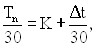 Tₙ/30 = K + Δt/30,